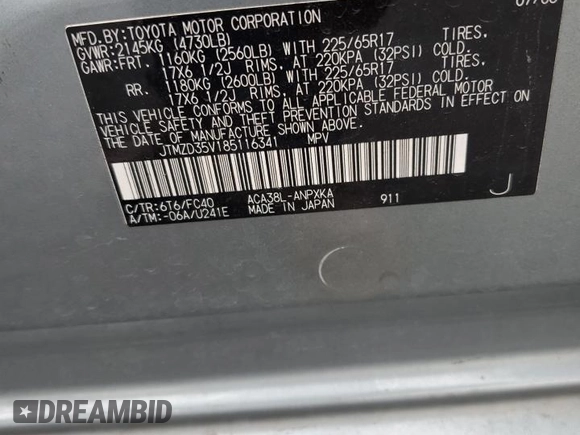 MFD.BY:TOYOTA MOTOR CORPORATION
GVWR:2145KG (4730LB)
GAWR:FRT. 1160KG (2560LB) WITH 225/65R17 TIRES.
17X6 1/2J RIMS. AT 220KPA (32PSI) COLD.
RR. 1180KG (2600LB) WITH 225/65R17 TIRES.
17X6 1/2J RIMS. AT 220KPA (32PSI) COLD.
THIS VEHICLE CONFORMS TO ALL APPLICABLE FEDERAL MOTOR
VEHICLE SAFETY AND THEFT PREVENTION STANDARDS IN EFFECT ON
THE DATE OF MANUFACTURE SHOWN ABOVE.
JTMZD35V185116341 MPV
C/TR:6T6/FC40 ACA38L-ANPXKA
A/TM:-06A/U241E MADE IN JAPAN 911 J
DREAMBID